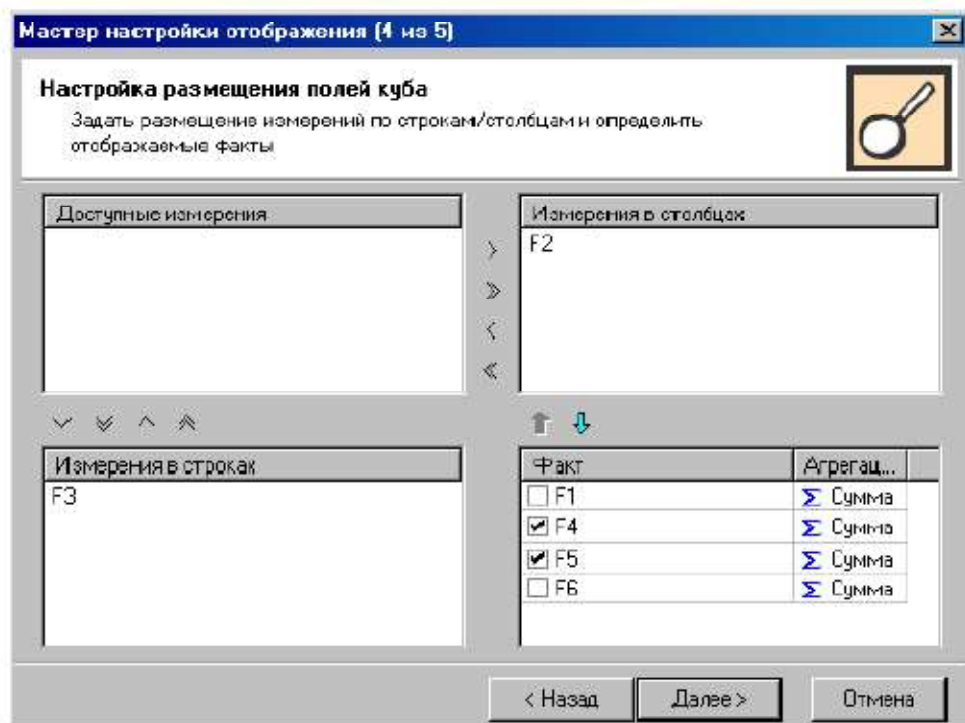 Мастер настройки отображения (4 из 5)
Настройка размещения полей куба
Задать размещение измерений по строкам/столбцам и определить
отображаемые факты
Доступные измерения
Измерения в столбцах
F2
Измерения в строках
F3
Факт Агрегац...
F1 Σ Сумма
F4 Σ Сумма
F5 Σ Сумма
F6 Σ Сумма
< Назад
Далее >
Отмена